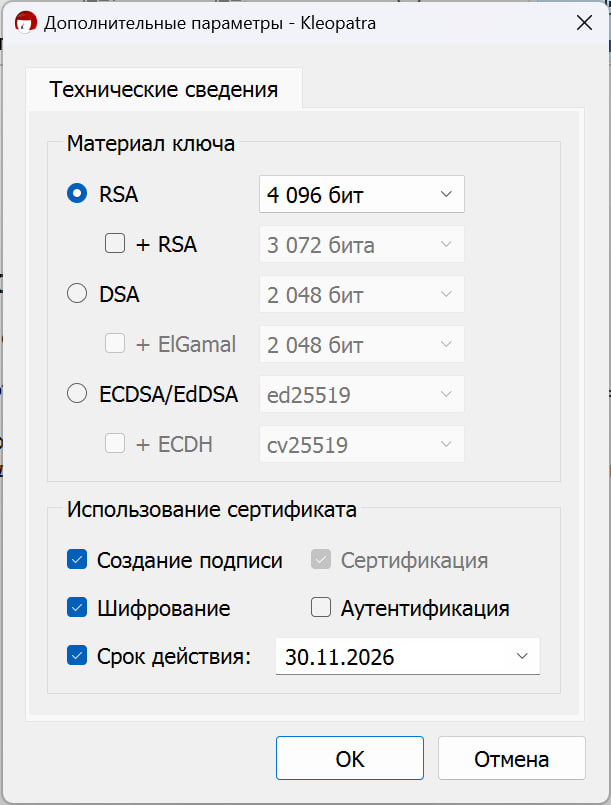 Дополнительные параметры - Kleopatra
Технические сведения
Материал ключа
RSA 4 096 бит
+ RSA 3 072 бита
DSA 2 048 бит
+ ElGamal 2 048 бит
ECDSA/EdDSA ed25519
+ ECDH cv25519
Использование сертификата
Создание подписи Сертификация
Шифрование Аутентификация
Срок действия: 30.11.2026
OK Отмена